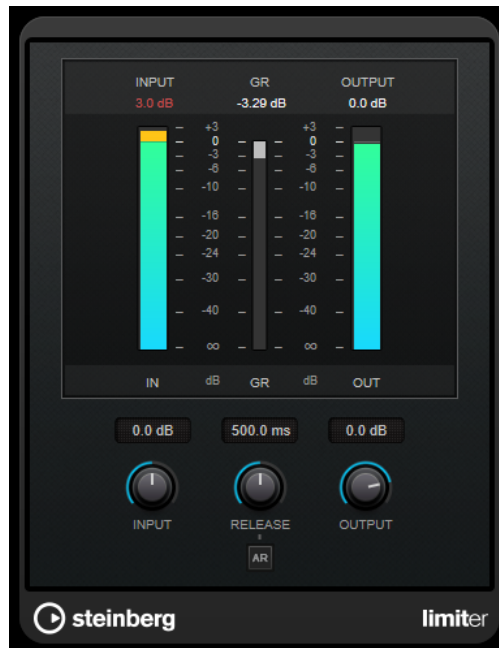 INPUT GR OUTPUT
3.0 dB -3.29 dB 0.0 dB
+3 +3
0 0
-3 -3
-6 -6
-10 -10
-16 -16
-20 -20
-24 -24
-30 -30
-40 -40
∞ ∞
IN dB GR dB OUT
0.0 dB 500.0 ms 0.0 dB
INPUT RELEASE OUTPUT
AR
steinberg limiter